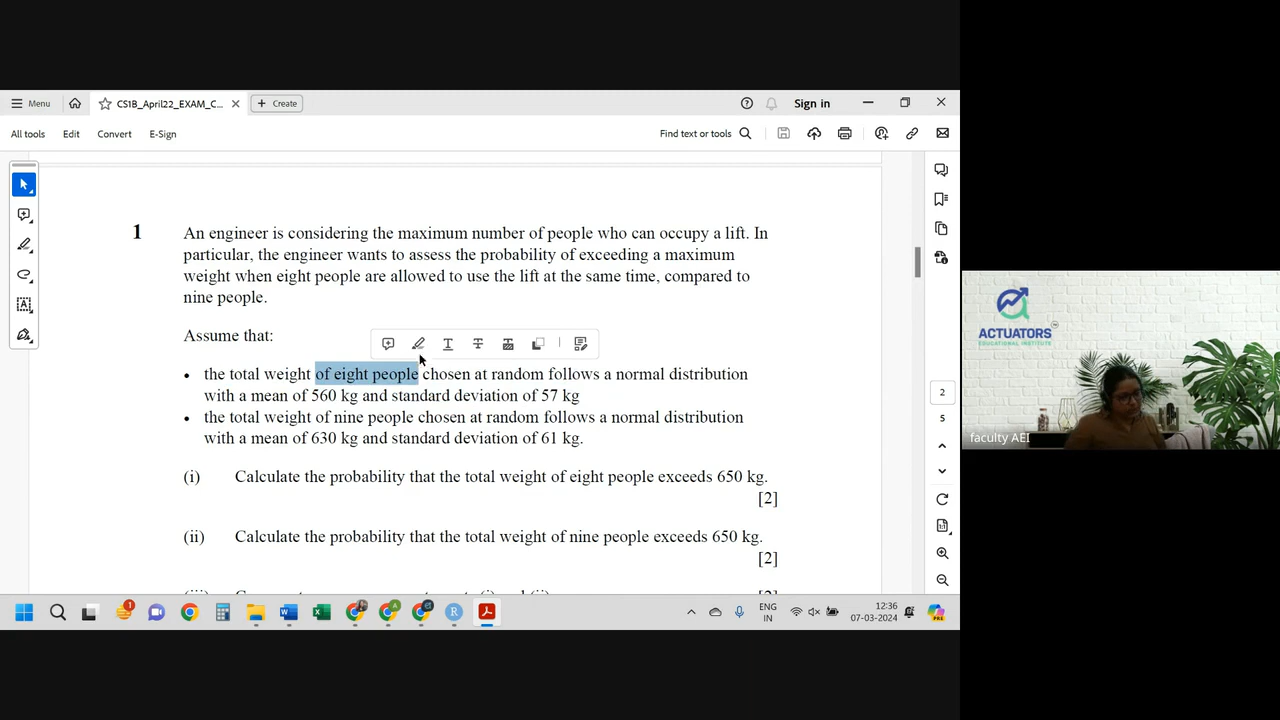 Menu
CS1B_April22_EXAM_C...
Create
Sign in
All tools
Edit
Convert
E-Sign
Find text or tools
1 An engineer is considering the maximum number of people who can occupy a lift. In
particular, the engineer wants to assess the probability of exceeding a maximum
weight when eight people are allowed to use the lift at the same time, compared to
nine people.
Assume that:
• the total weight of eight people chosen at random follows a normal distribution
with a mean of 560 kg and standard deviation of 57 kg
• the total weight of nine people chosen at random follows a normal distribution
with a mean of 630 kg and standard deviation of 61 kg.
(i) Calculate the probability that the total weight of eight people exceeds 650 kg.
[2]
(ii) Calculate the probability that the total weight of nine people exceeds 650 kg.
[2]
2
5
ACTUATORS
EDUCATIONAL INSTITUTE
TM
faculty AEI
ENG
IN
12:36
07-03-2024